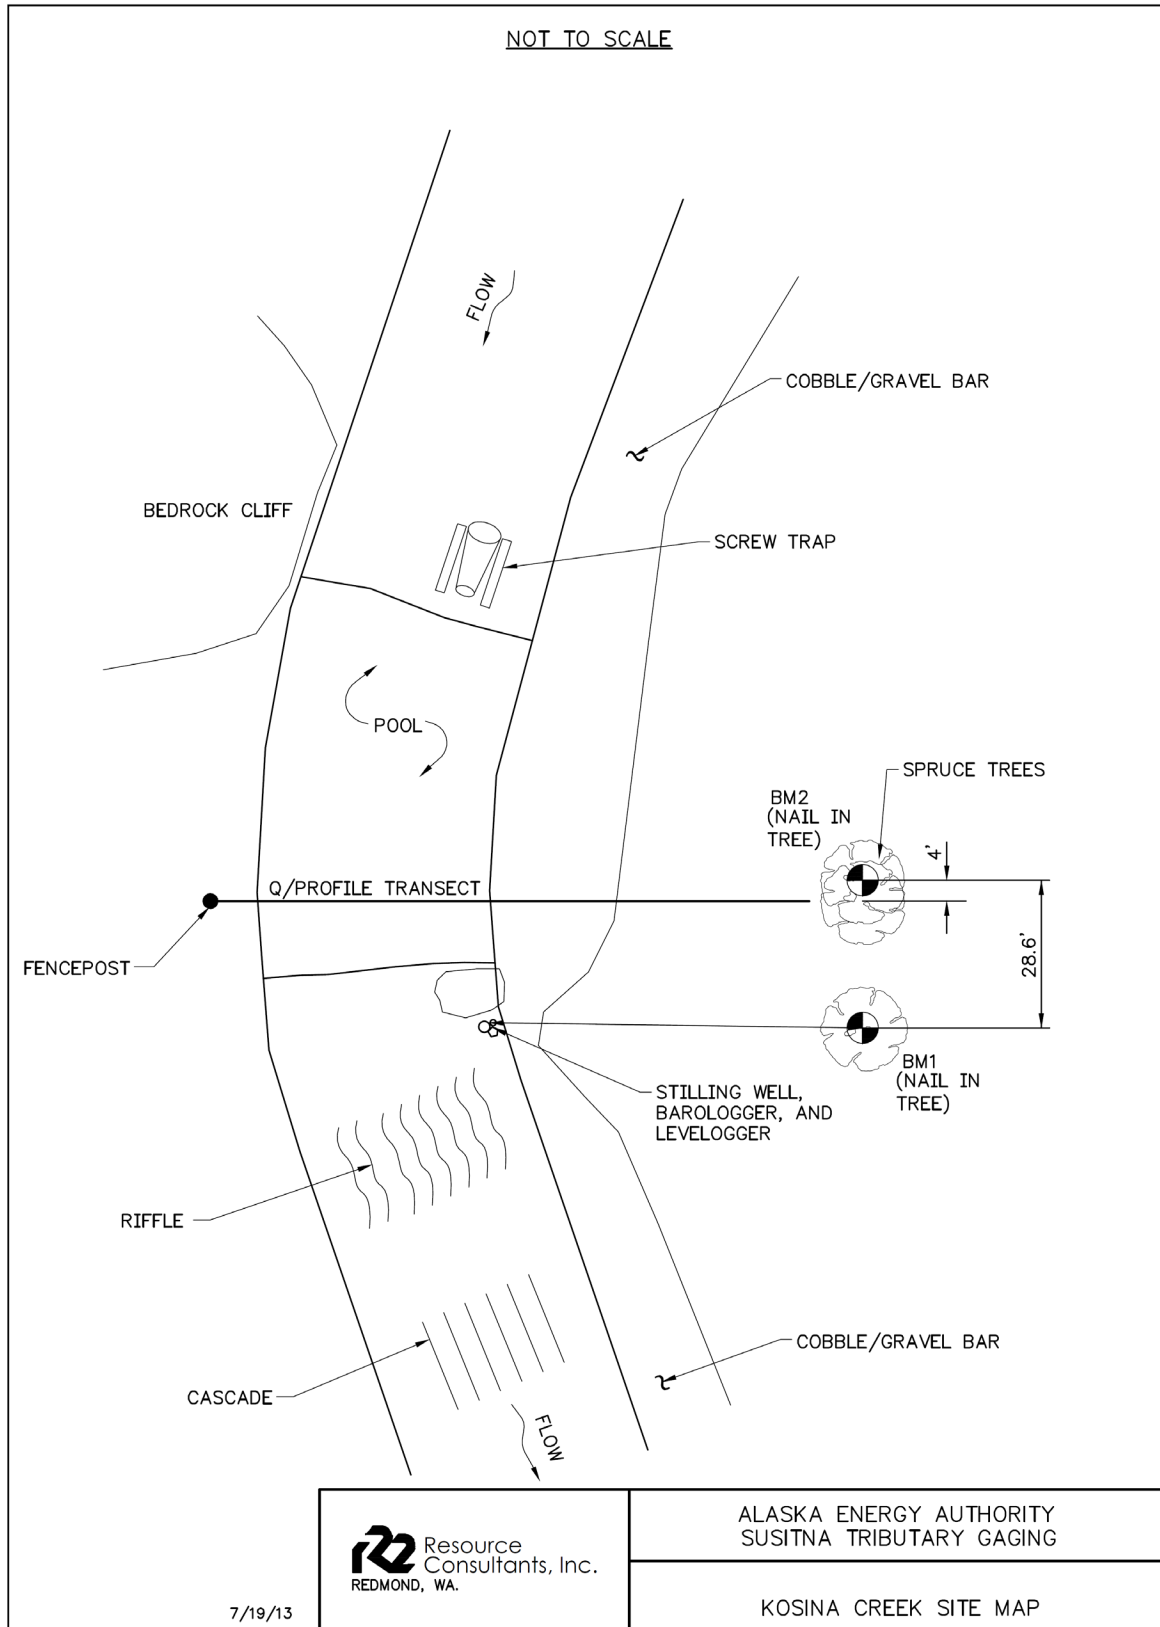 NOT TO SCALE
FLOW
COBBLE/GRAVEL BAR
BEDROCK CLIFF
SCREW TRAP
POOL
SPRUCE TREES
BM2
(NAIL IN
TREE)
4'
Q/PROFILE TRANSECT
28.6'
FENCEPOST
BM1
(NAIL IN
TREE)
STILLING WELL,
BAROLOGGER, AND
LEVELOGGER
RIFFLE
COBBLE/GRAVEL BAR
CASCADE
FLOW
R2 Resource
Consultants, Inc.
REDMOND, WA.
ALASKA ENERGY AUTHORITY
SUSITNA TRIBUTARY GAGING
7/19/13
KOSINA CREEK SITE MAP